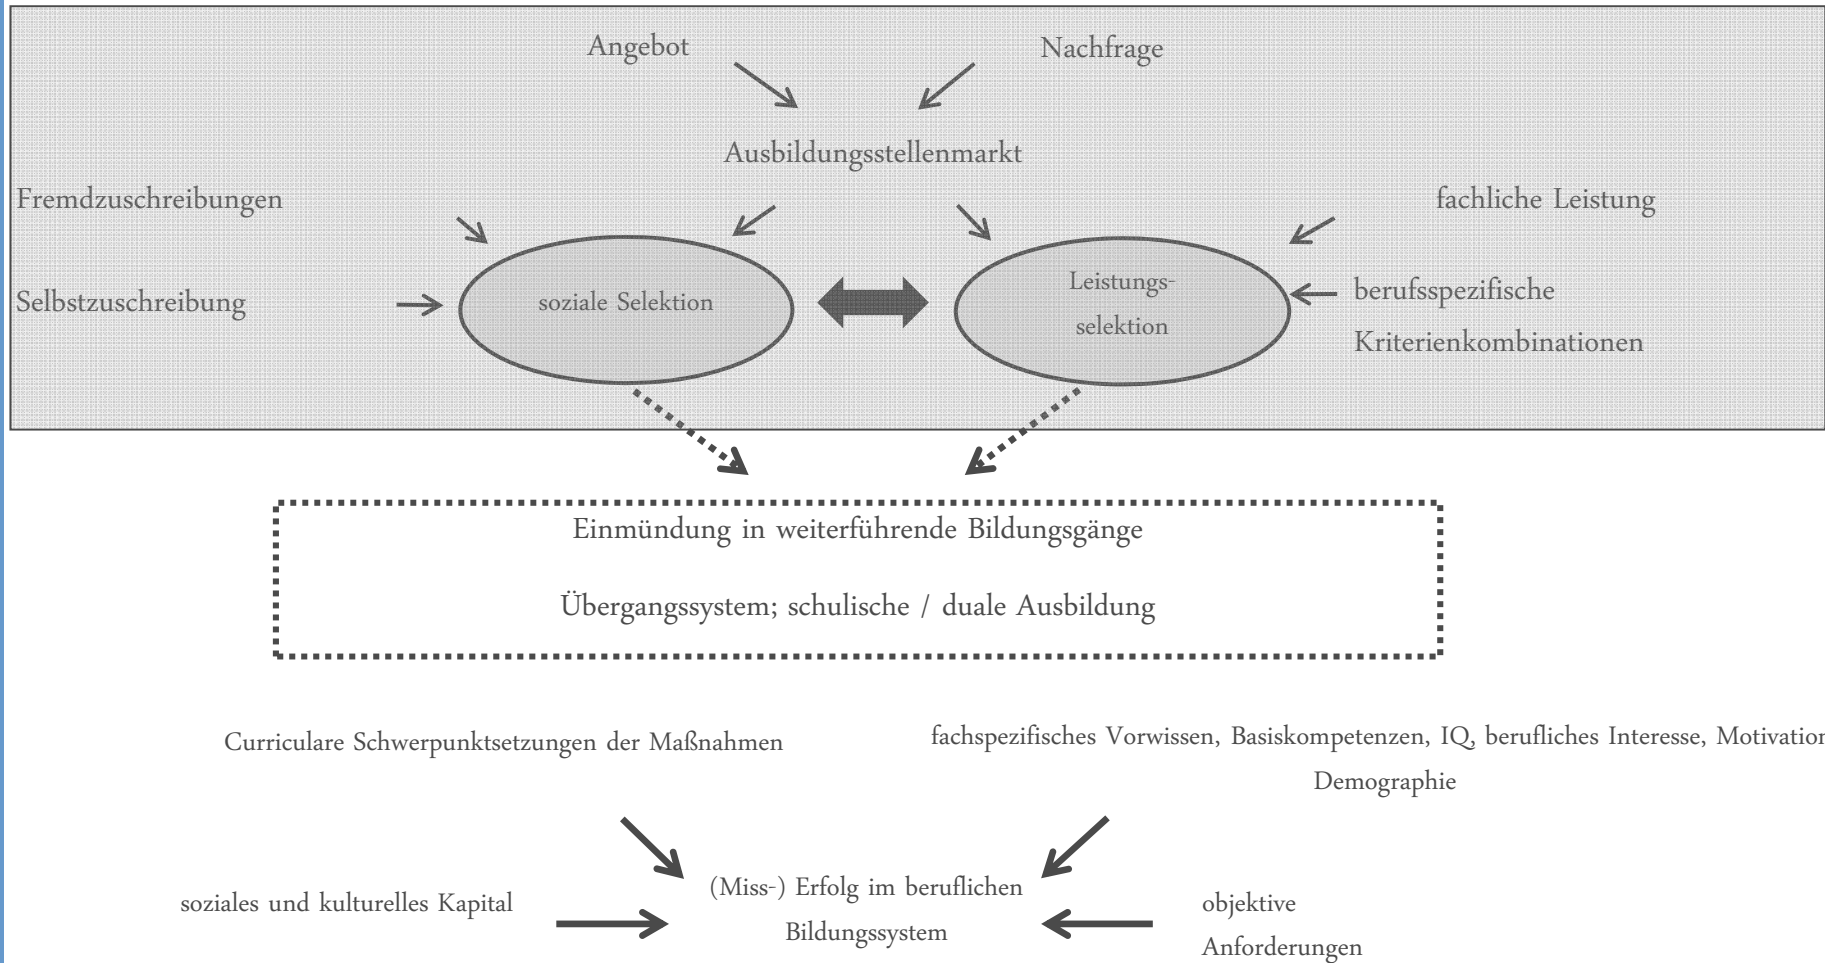 Angebot
Nachfrage
Ausbildungsstellenmarkt
Fremdzuschreibungen
fachliche Leistung
Selbstzuschreibung
soziale Selektion
Leistungs-
selektion
berufsspezifische
Kriterienkombinationen
Einmündung in weiterführende Bildungsgänge
Übergangssystem; schulische / duale Ausbildung
Curriculare Schwerpunktsetzungen der Maßnahmen
fachspezifisches Vorwissen, Basiskompetenzen, IQ, berufliches Interesse, Motivation
Demographie
soziales und kulturelles Kapital
(Miss-) Erfolg im beruflichen
Bildungssystem
objektive
Anforderungen